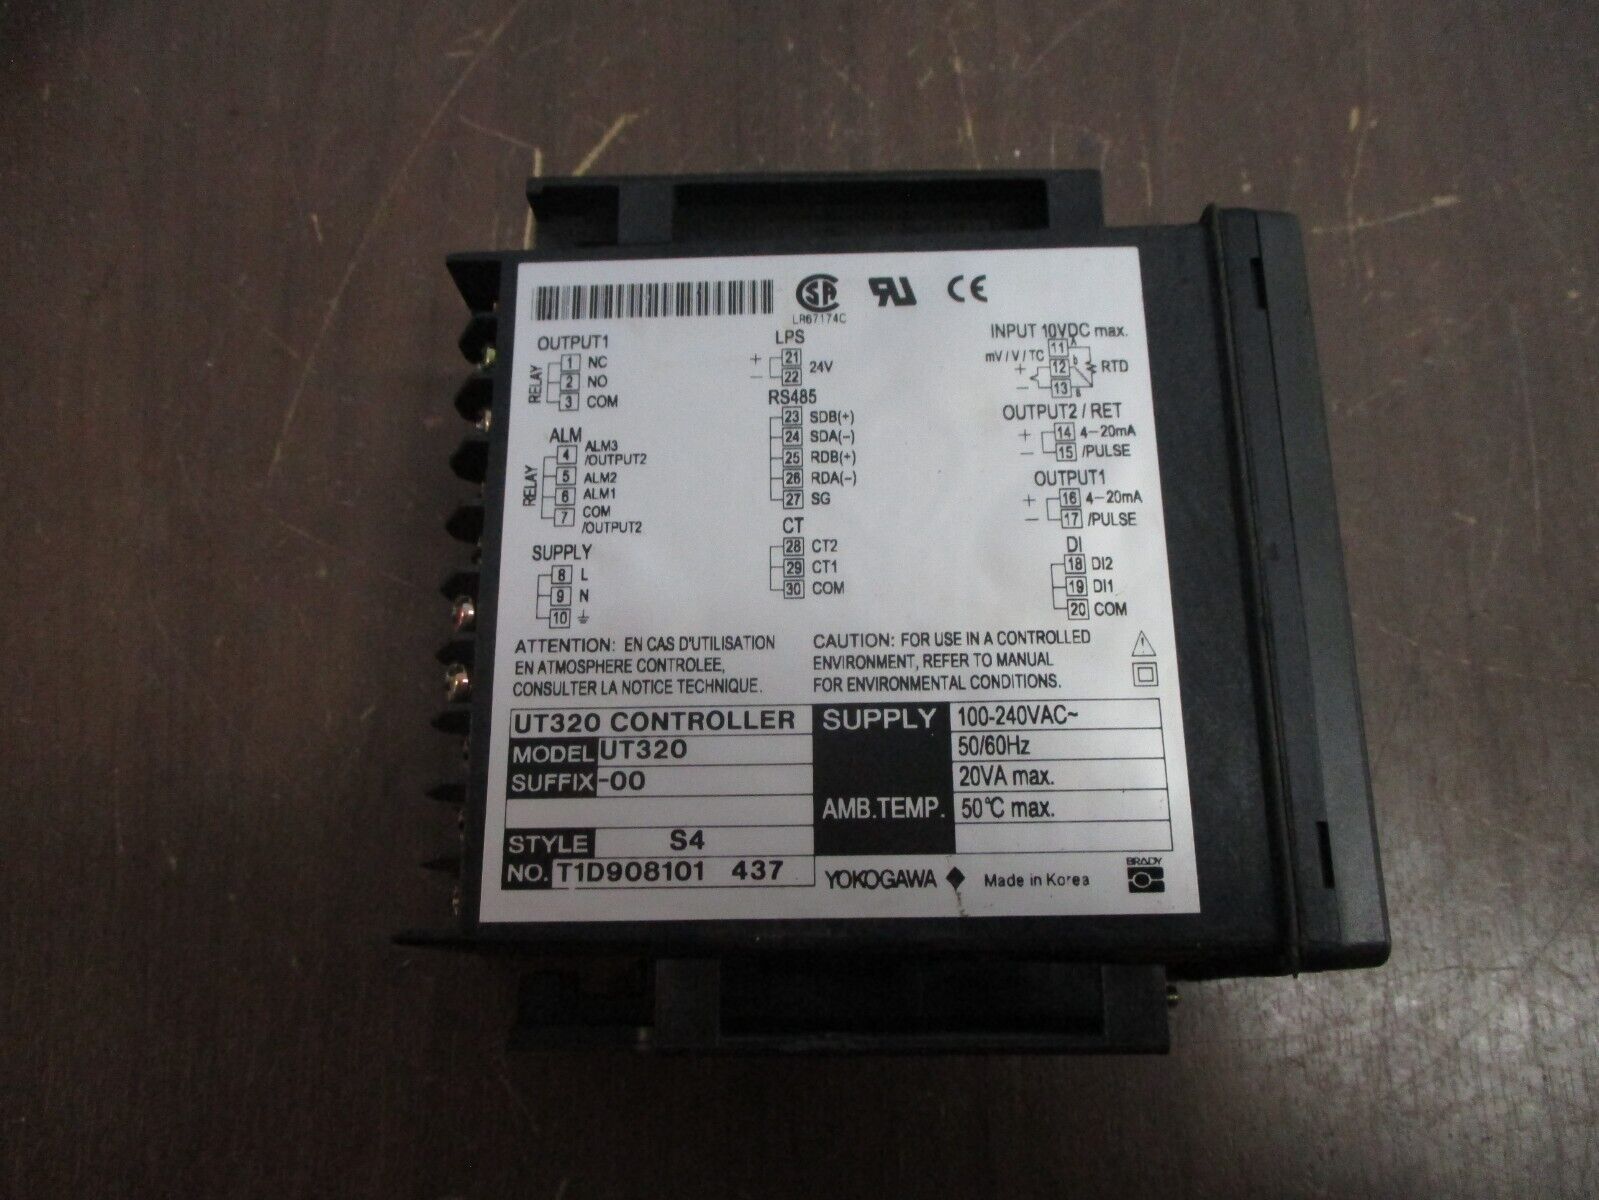 LR67174C
OUTPUT1
RELAY
1 NC
2 NO
3 COM
ALM
RELAY
4 ALM3
/OUTPUT2
5 ALM2
6 ALM1
7 COM
/OUTPUT2
SUPPLY
8 L
9 N
10
LPS
+ 21
24V
− 22
RS485
23 SDB(+)
24 SDA(−)
25 RDB(+)
26 RDA(−)
27 SG
CT
28 CT2
29 CT1
30 COM
INPUT 10VDC max.
mV / V / TC
11 A
+ 12 b
RTD
− 13 B
OUTPUT2 / RET
+ 14 4−20mA
− 15 /PULSE
OUTPUT1
+ 16 4−20mA
− 17 /PULSE
DI
18 DI2
19 DI1
20 COM
ATTENTION: EN CAS D'UTILISATION
EN ATMOSPHERE CONTROLEE,
CONSULTER LA NOTICE TECHNIQUE.
CAUTION: FOR USE IN A CONTROLLED
ENVIRONMENT, REFER TO MANUAL
FOR ENVIRONMENTAL CONDITIONS.
UT320 CONTROLLER
MODEL UT320
SUFFIX -00
STYLE S4
NO. T1D908101 437
SUPPLY 100-240VAC~
50/60Hz
20VA max.
AMB.TEMP. 50°C max.
YOKOGAWA Made in Korea
BRADY